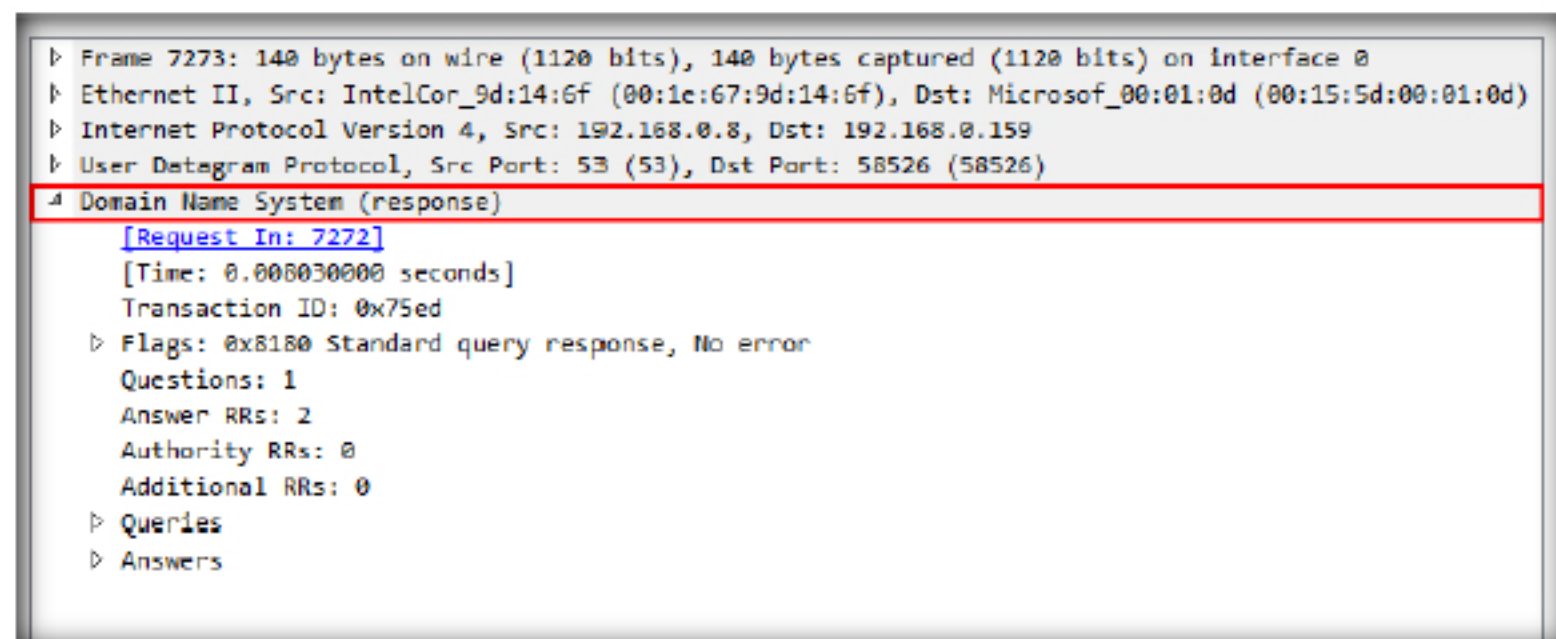 Frame 7273: 140 bytes on wire (1120 bits), 140 bytes captured (1120 bits) on interface 0
Ethernet II, Src: IntelCor_9d:14:6f (00:1e:67:9d:14:6f), Dst: Microsof_00:01:0d (00:15:5d:00:01:0d)
Internet Protocol Version 4, Src: 192.168.0.8, Dst: 192.168.0.159
User Datagram Protocol, Src Port: 53 (53), Dst Port: 58526 (58526)
Domain Name System (response)
[Request In: 7272]
[Time: 0.008030000 seconds]
Transaction ID: 0x75ed
Flags: 0x8180 Standard query response, No error
Questions: 1
Answer RRs: 2
Authority RRs: 0
Additional RRs: 0
Queries
Answers